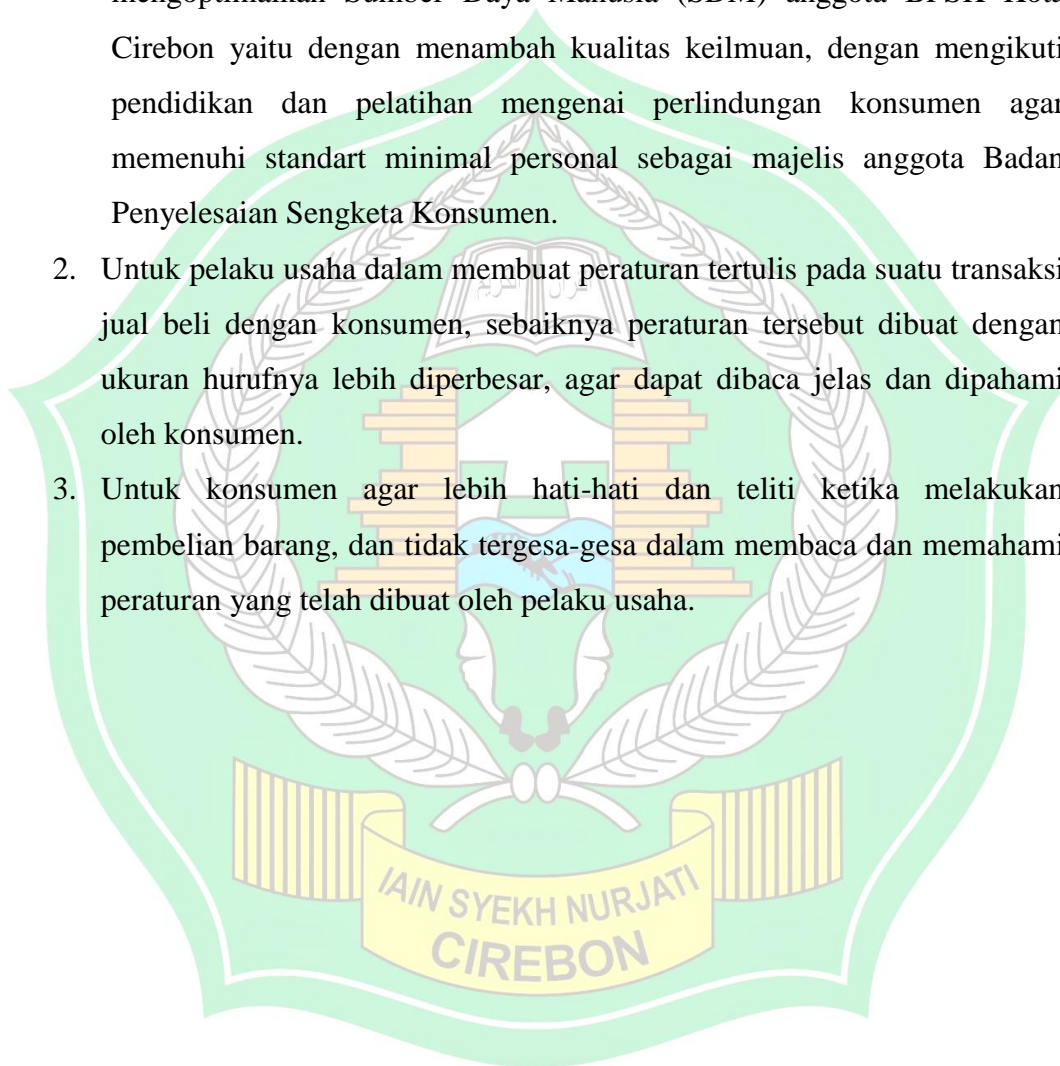 mengoptimalkan Sumber Daya Manusia (SDM) anggota BPSK Kota
Cirebon yaitu dengan menambah kualitas keilmuan, dengan mengikuti
pendidikan dan pelatihan mengenai perlindungan konsumen agar
memenuhi standart minimal personal sebagai majelis anggota Badan
Penyelesaian Sengketa Konsumen.
2. Untuk pelaku usaha dalam membuat peraturan tertulis pada suatu transaksi
jual beli dengan konsumen, sebaiknya peraturan tersebut dibuat dengan
ukuran hurufnya lebih diperbesar, agar dapat dibaca jelas dan dipahami
oleh konsumen.
3. Untuk konsumen agar lebih hati-hati dan teliti ketika melakukan
pembelian barang, dan tidak tergesa-gesa dalam membaca dan memahami
peraturan yang telah dibuat oleh pelaku usaha.
IAIN SYEKH NURJATI
CIREBON